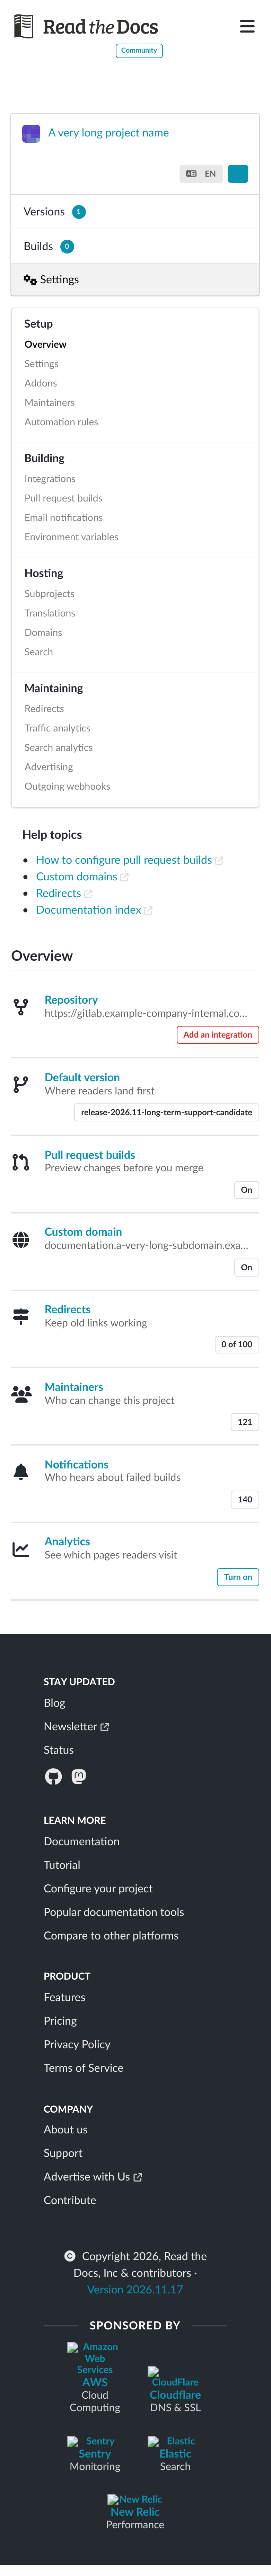 Read the Docs
Community
A very long project name
EN
Versions 1
Builds 0
Settings
Setup
Overview
Settings
Addons
Maintainers
Automation rules
Building
Integrations
Pull request builds
Email notifications
Environment variables
Hosting
Subprojects
Translations
Domains
Search
Maintaining
Redirects
Traffic analytics
Search analytics
Advertising
Outgoing webhooks
Help topics
How to configure pull request builds
Custom domains
Redirects
Documentation index
Overview
Repository
https://gitlab.example-company-internal.co...
Add an integration
Default version
Where readers land first
release-2026.11-long-term-support-candidate
Pull request builds
Preview changes before you merge
On
Custom domain
documentation.a-very-long-subdomain.exa...
On
Redirects
Keep old links working
0 of 100
Maintainers
Who can change this project
121
Notifications
Who hears about failed builds
140
Analytics
See which pages readers visit
Turn on
STAY UPDATED
Blog
Newsletter
Status
LEARN MORE
Documentation
Tutorial
Configure your project
Popular documentation tools
Compare to other platforms
PRODUCT
Features
Pricing
Privacy Policy
Terms of Service
COMPANY
About us
Support
Advertise with Us
Contribute
Copyright 2026, Read the
Docs, Inc & contributors ·
Version 2026.11.17
SPONSORED BY
Amazon
Web
Services
AWS
Cloud
Computing
CloudFlare
Cloudflare
DNS & SSL
Sentry
Sentry
Monitoring
Elastic
Elastic
Search
New Relic
New Relic
Performance